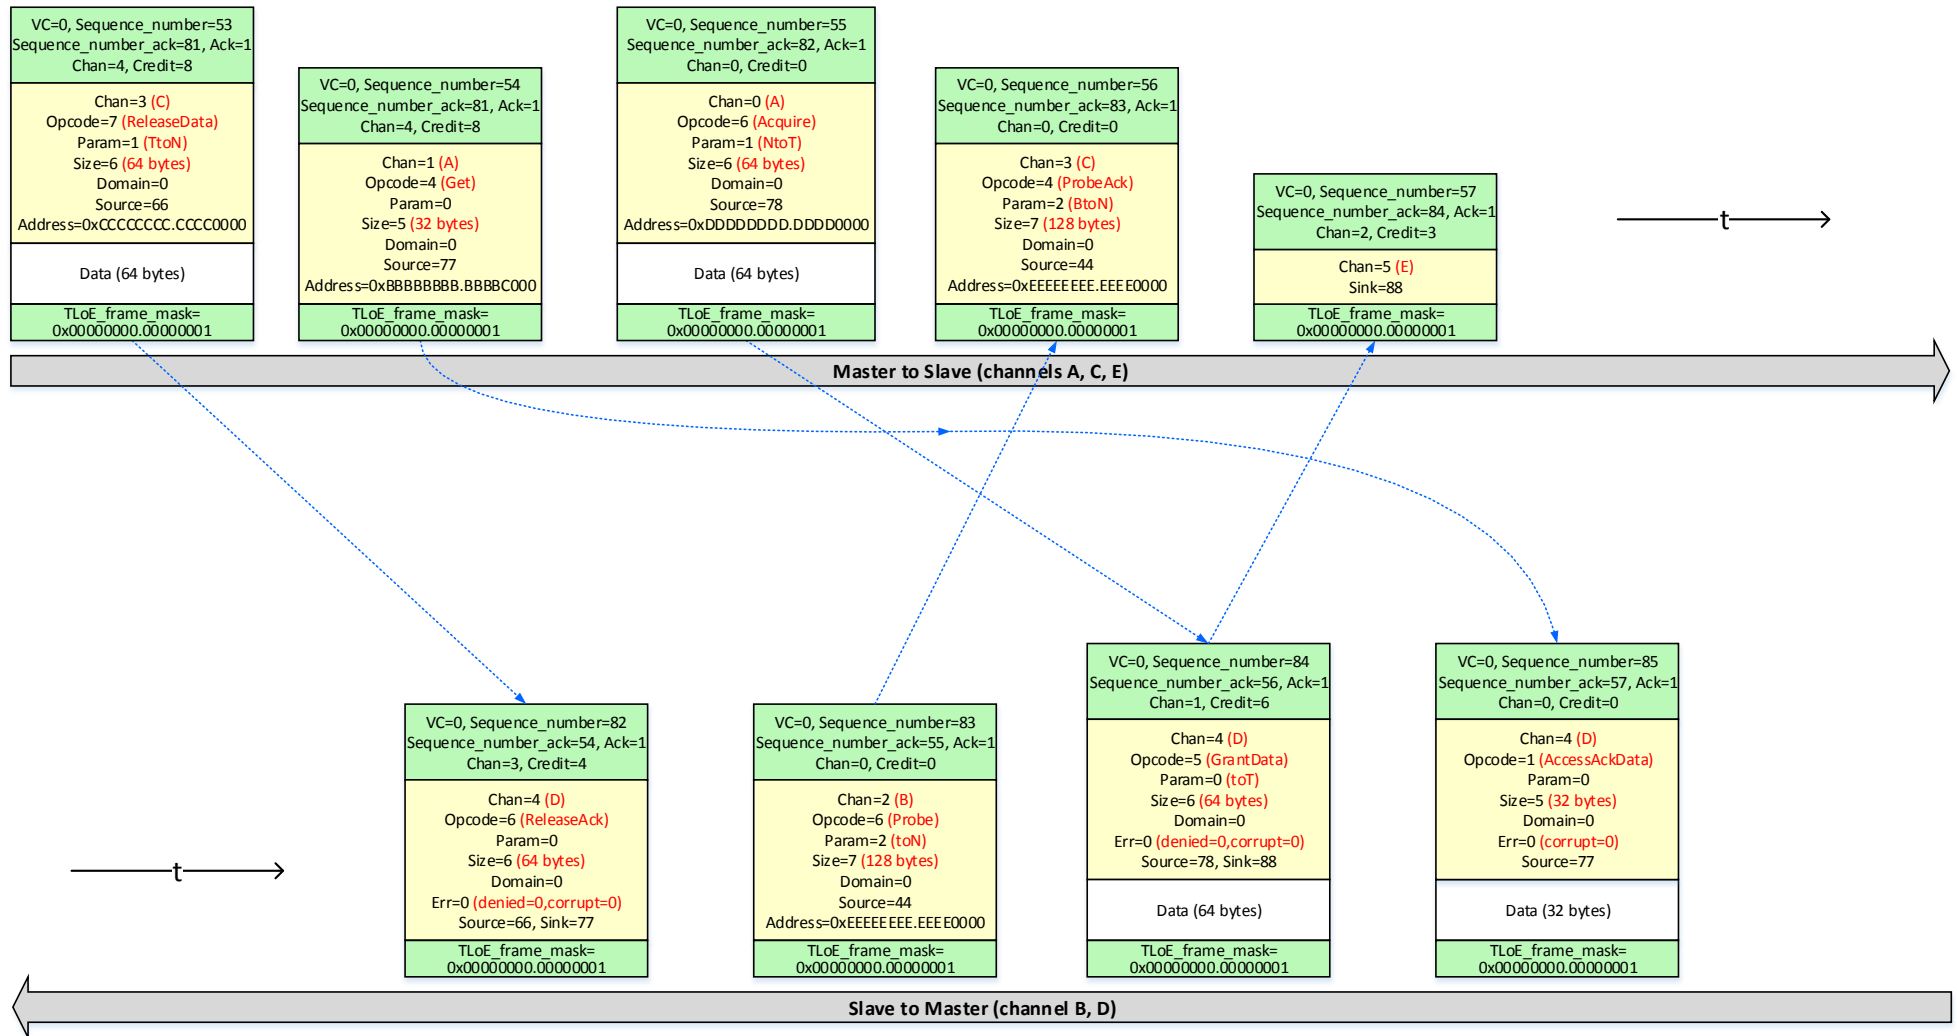 VC=0, Sequence_number=53
Sequence_number_ack=81, Ack=1
Chan=4, Credit=8
Chan=3 (C)
Opcode=7 (ReleaseData)
Param=1 (TtoN)
Size=6 (64 bytes)
Domain=0
Source=66
Address=0xCCCCCCCC.CCCC0000
Data (64 bytes)
TLoE_frame_mask=
0x00000000.00000001
VC=0, Sequence_number=54
Sequence_number_ack=81, Ack=1
Chan=4, Credit=8
Chan=1 (A)
Opcode=4 (Get)
Param=0
Size=5 (32 bytes)
Domain=0
Source=77
Address=0xBBBBBBBB.BBBBC000
TLoE_frame_mask=
0x00000000.00000001
VC=0, Sequence_number=55
Sequence_number_ack=82, Ack=1
Chan=0, Credit=0
Chan=0 (A)
Opcode=6 (Acquire)
Param=1 (NtoT)
Size=6 (64 bytes)
Domain=0
Source=78
Address=0xDDDDDDDD.DDDD0000
Data (64 bytes)
TLoE_frame_mask=
0x00000000.00000001
VC=0, Sequence_number=56
Sequence_number_ack=83, Ack=1
Chan=0, Credit=0
Chan=3 (C)
Opcode=4 (ProbeAck)
Param=2 (BtoN)
Size=7 (128 bytes)
Domain=0
Source=44
Address=0xEEEEEEEE.EEEE0000
TLoE_frame_mask=
0x00000000.00000001
VC=0, Sequence_number=57
Sequence_number_ack=84, Ack=1
Chan=2, Credit=3
Chan=5 (E)
Sink=88
TLoE_frame_mask=
0x00000000.00000001
t
Master to Slave (channels A, C, E)
t
VC=0, Sequence_number=82
Sequence_number_ack=54, Ack=1
Chan=3, Credit=4
Chan=4 (D)
Opcode=6 (ReleaseAck)
Param=0
Size=6 (64 bytes)
Domain=0
Err=0 (denied=0,corrupt=0)
Source=66, Sink=77
TLoE_frame_mask=
0x00000000.00000001
VC=0, Sequence_number=83
Sequence_number_ack=55, Ack=1
Chan=0, Credit=0
Chan=2 (B)
Opcode=6 (Probe)
Param=2 (toN)
Size=7 (128 bytes)
Domain=0
Source=44
Address=0xEEEEEEEE.EEEE0000
TLoE_frame_mask=
0x00000000.00000001
VC=0, Sequence_number=84
Sequence_number_ack=56, Ack=1
Chan=1, Credit=6
Chan=4 (D)
Opcode=5 (GrantData)
Param=0 (toT)
Size=6 (64 bytes)
Domain=0
Err=0 (denied=0,corrupt=0)
Source=78, Sink=88
Data (64 bytes)
TLoE_frame_mask=
0x00000000.00000001
VC=0, Sequence_number=85
Sequence_number_ack=57, Ack=1
Chan=0, Credit=0
Chan=4 (D)
Opcode=1 (AccessAckData)
Param=0
Size=5 (32 bytes)
Domain=0
Err=0 (corrupt=0)
Source=77
Data (32 bytes)
TLoE_frame_mask=
0x00000000.00000001
Slave to Master (channel B, D)